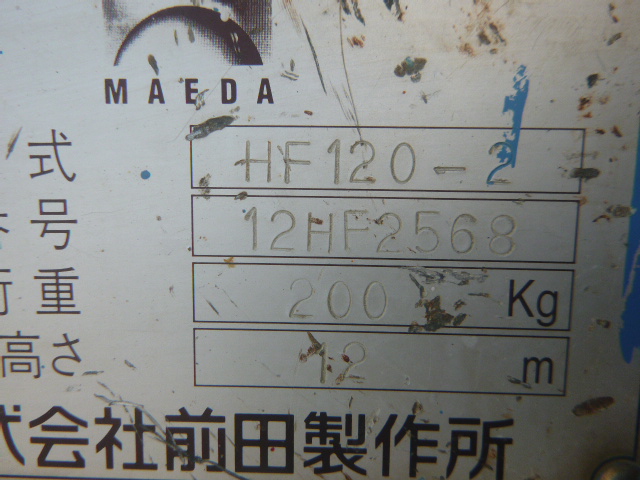 MAEDA
式 HF120-2
号 12HF2568
重 200 Kg
高さ 12 m
式会社前田製作所